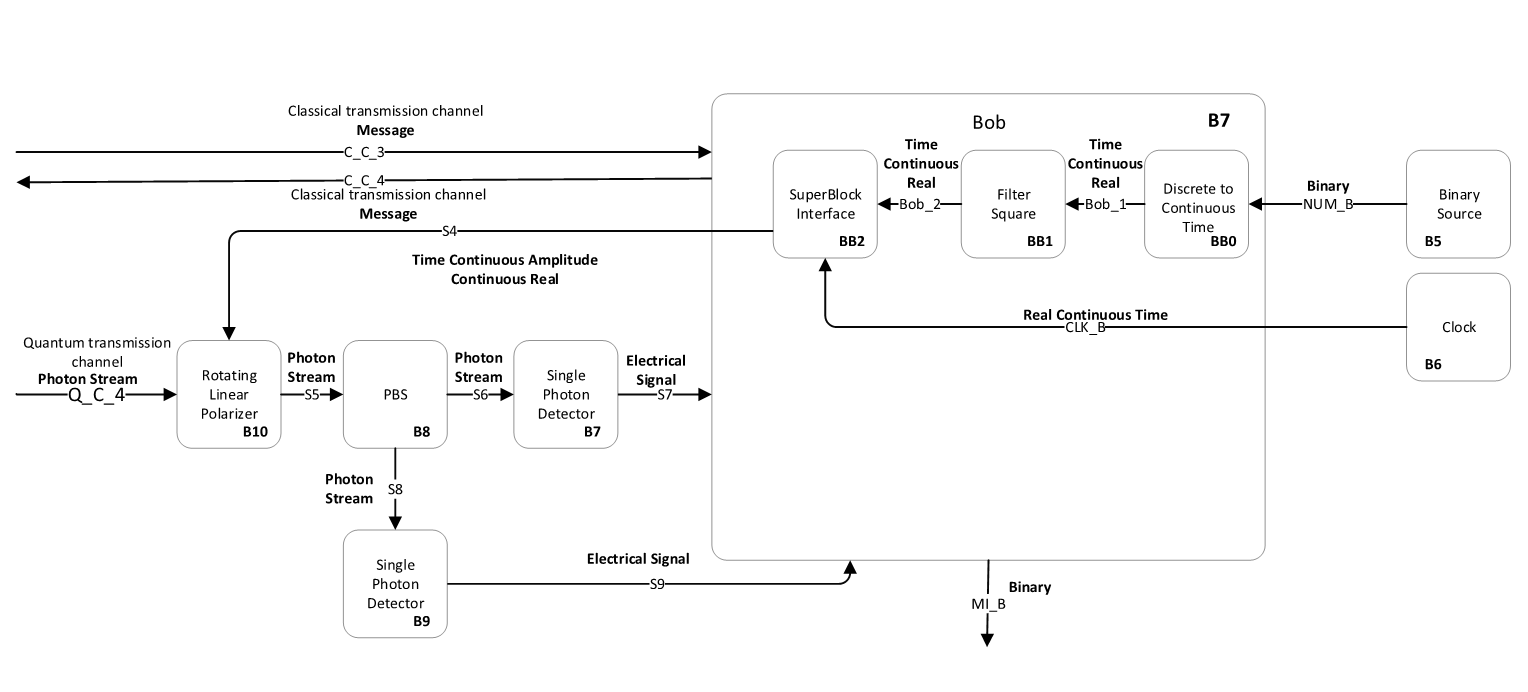 Classical transmission channel
Message
C_C_3
C_C_4
Classical transmission channel
Message
S4
Time Continuous Amplitude
Continuous Real
Bob
B7
Time
Continuous
Real
Bob_2
Time
Continuous
Real
Bob_1
SuperBlock
Interface
BB2
Filter
Square
BB1
Discrete to
Continuous
Time
BB0
Binary
NUM_B
Binary
Source
B5
Real Continuous Time
CLK_B
Clock
B6
Quantum transmission
channel
Photon Stream
Q_C_4
Rotating
Linear
Polarizer
B10
Photon
Stream
S5
PBS
B8
Photon
Stream
S6
Single
Photon
Detector
B7
Electrical
Signal
S7
Photon
Stream
S8
Single
Photon
Detector
B9
Electrical Signal
S9
Binary
MI_B